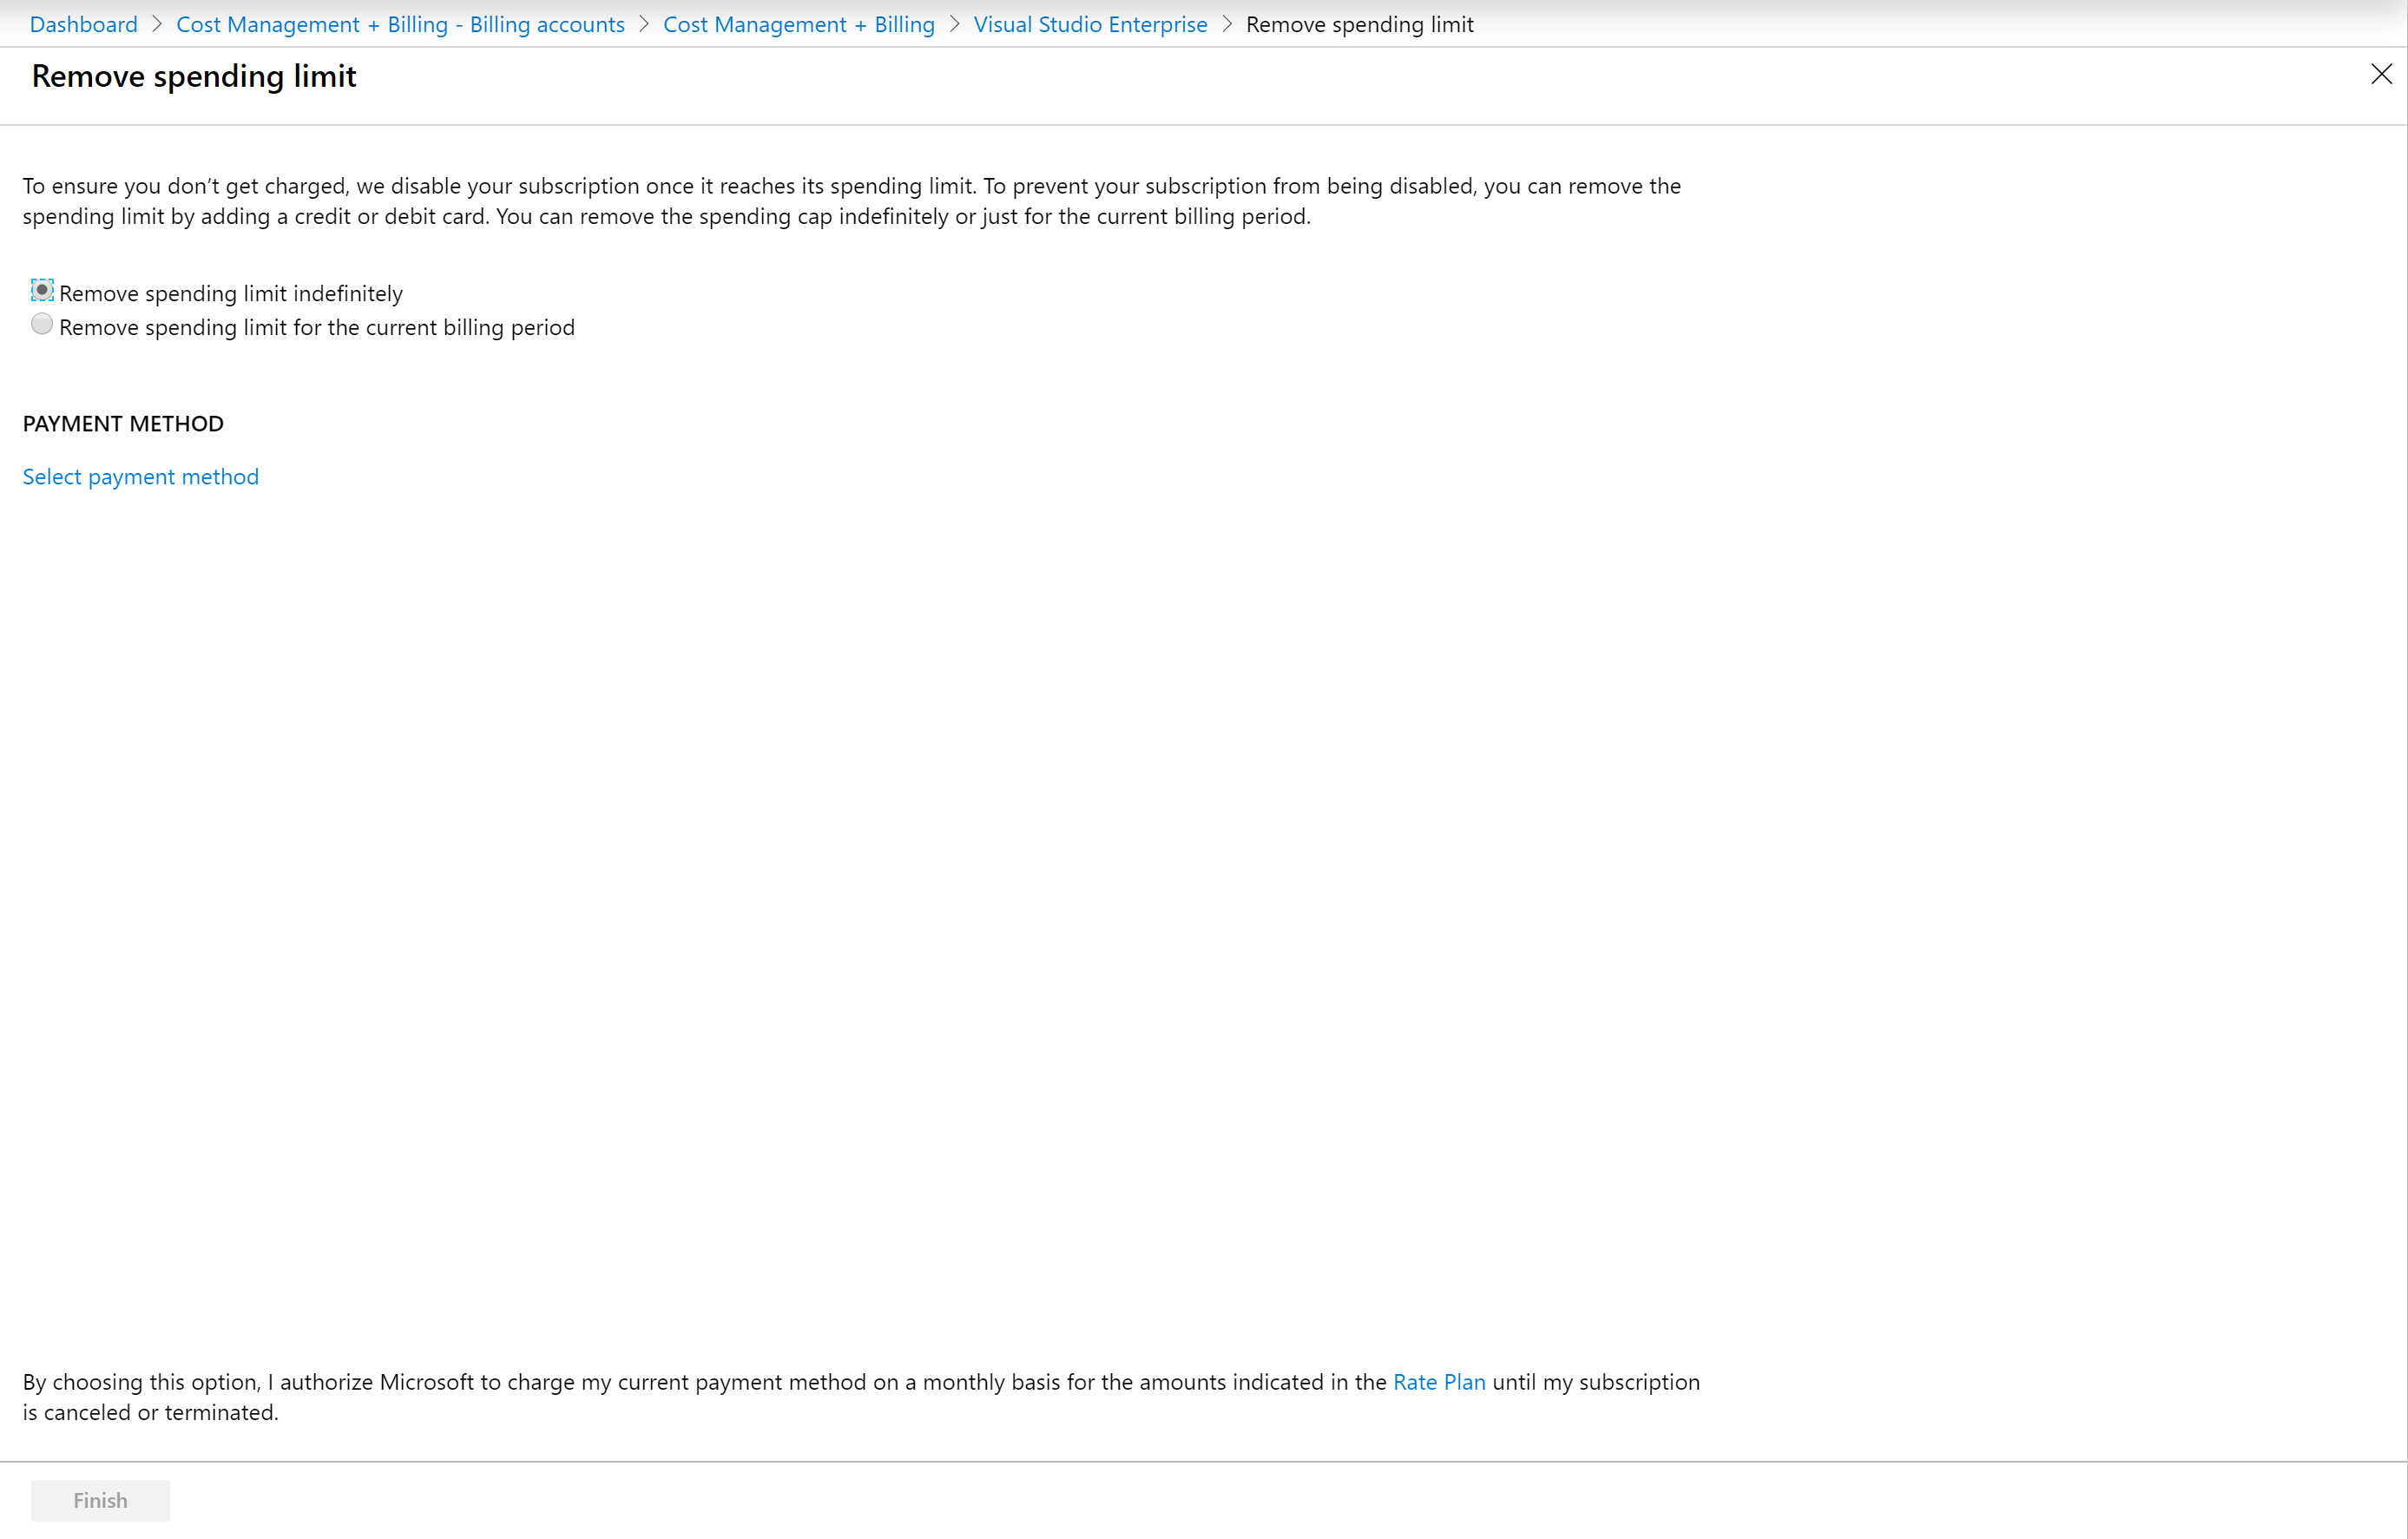 Dashboard > Cost Management + Billing - Billing accounts > Cost Management + Billing > Visual Studio Enterprise > Remove spending limit
Remove spending limit
To ensure you don’t get charged, we disable your subscription once it reaches its spending limit. To prevent your subscription from being disabled, you can remove the
spending limit by adding a credit or debit card. You can remove the spending cap indefinitely or just for the current billing period.
Remove spending limit indefinitely
Remove spending limit for the current billing period
PAYMENT METHOD
Select payment method
By choosing this option, I authorize Microsoft to charge my current payment method on a monthly basis for the amounts indicated in the Rate Plan until my subscription
is canceled or terminated.
Finish